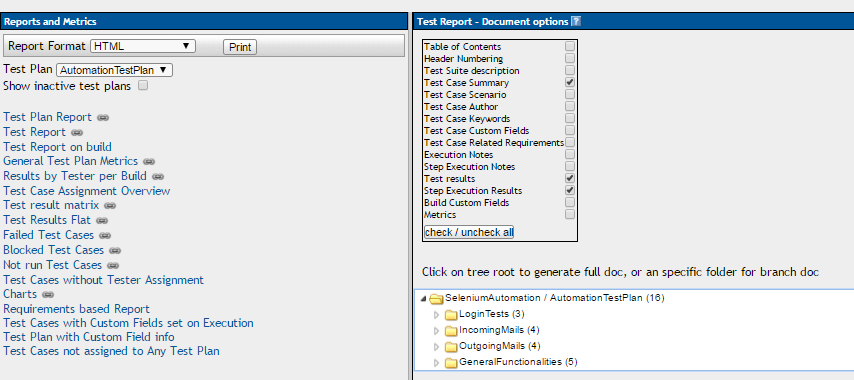 Reports and Metrics
Report Format HTML Print
Test Plan AutomationTestPlan
Show inactive test plans
Test Plan Report
Test Report
Test Report on build
General Test Plan Metrics
Results by Tester per Build
Test Case Assignment Overview
Test result matrix
Test Results Flat
Failed Test Cases
Blocked Test Cases
Not run Test Cases
Test Cases without Tester Assignment
Charts
Requirements based Report
Test Cases with Custom Fields set on Execution
Test Plan with Custom Field info
Test Cases not assigned to Any Test Plan
Test Report - Document options ?
Table of Contents
Header Numbering
Test Suite description
Test Case Summary
Test Case Scenario
Test Case Author
Test Case Keywords
Test Case Custom Fields
Test Case Related Requirements
Execution Notes
Step Execution Notes
Test results
Step Execution Results
Build Custom Fields
Metrics
check / uncheck all
Click on tree root to generate full doc, or an specific folder for branch doc
SeleniumAutomation / AutomationTestPlan (16)
LoginTests (3)
IncomingMails (4)
OutgoingMails (4)
GeneralFunctionalities (5)